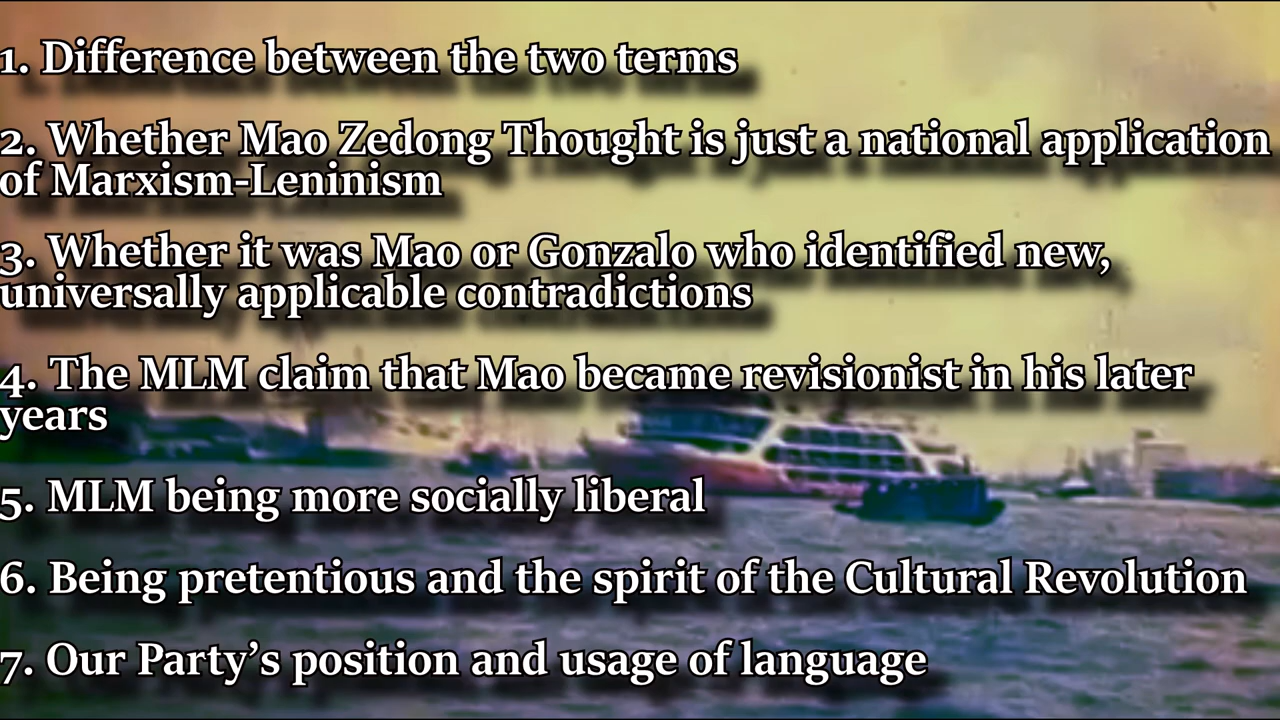 1. Difference between the two terms
2. Whether Mao Zedong Thought is just a national application
of Marxism-Leninism
3. Whether it was Mao or Gonzalo who identified new,
universally applicable contradictions
4. The MLM claim that Mao became revisionist in his later
years
5. MLM being more socially liberal
6. Being pretentious and the spirit of the Cultural Revolution
7. Our Party’s position and usage of language